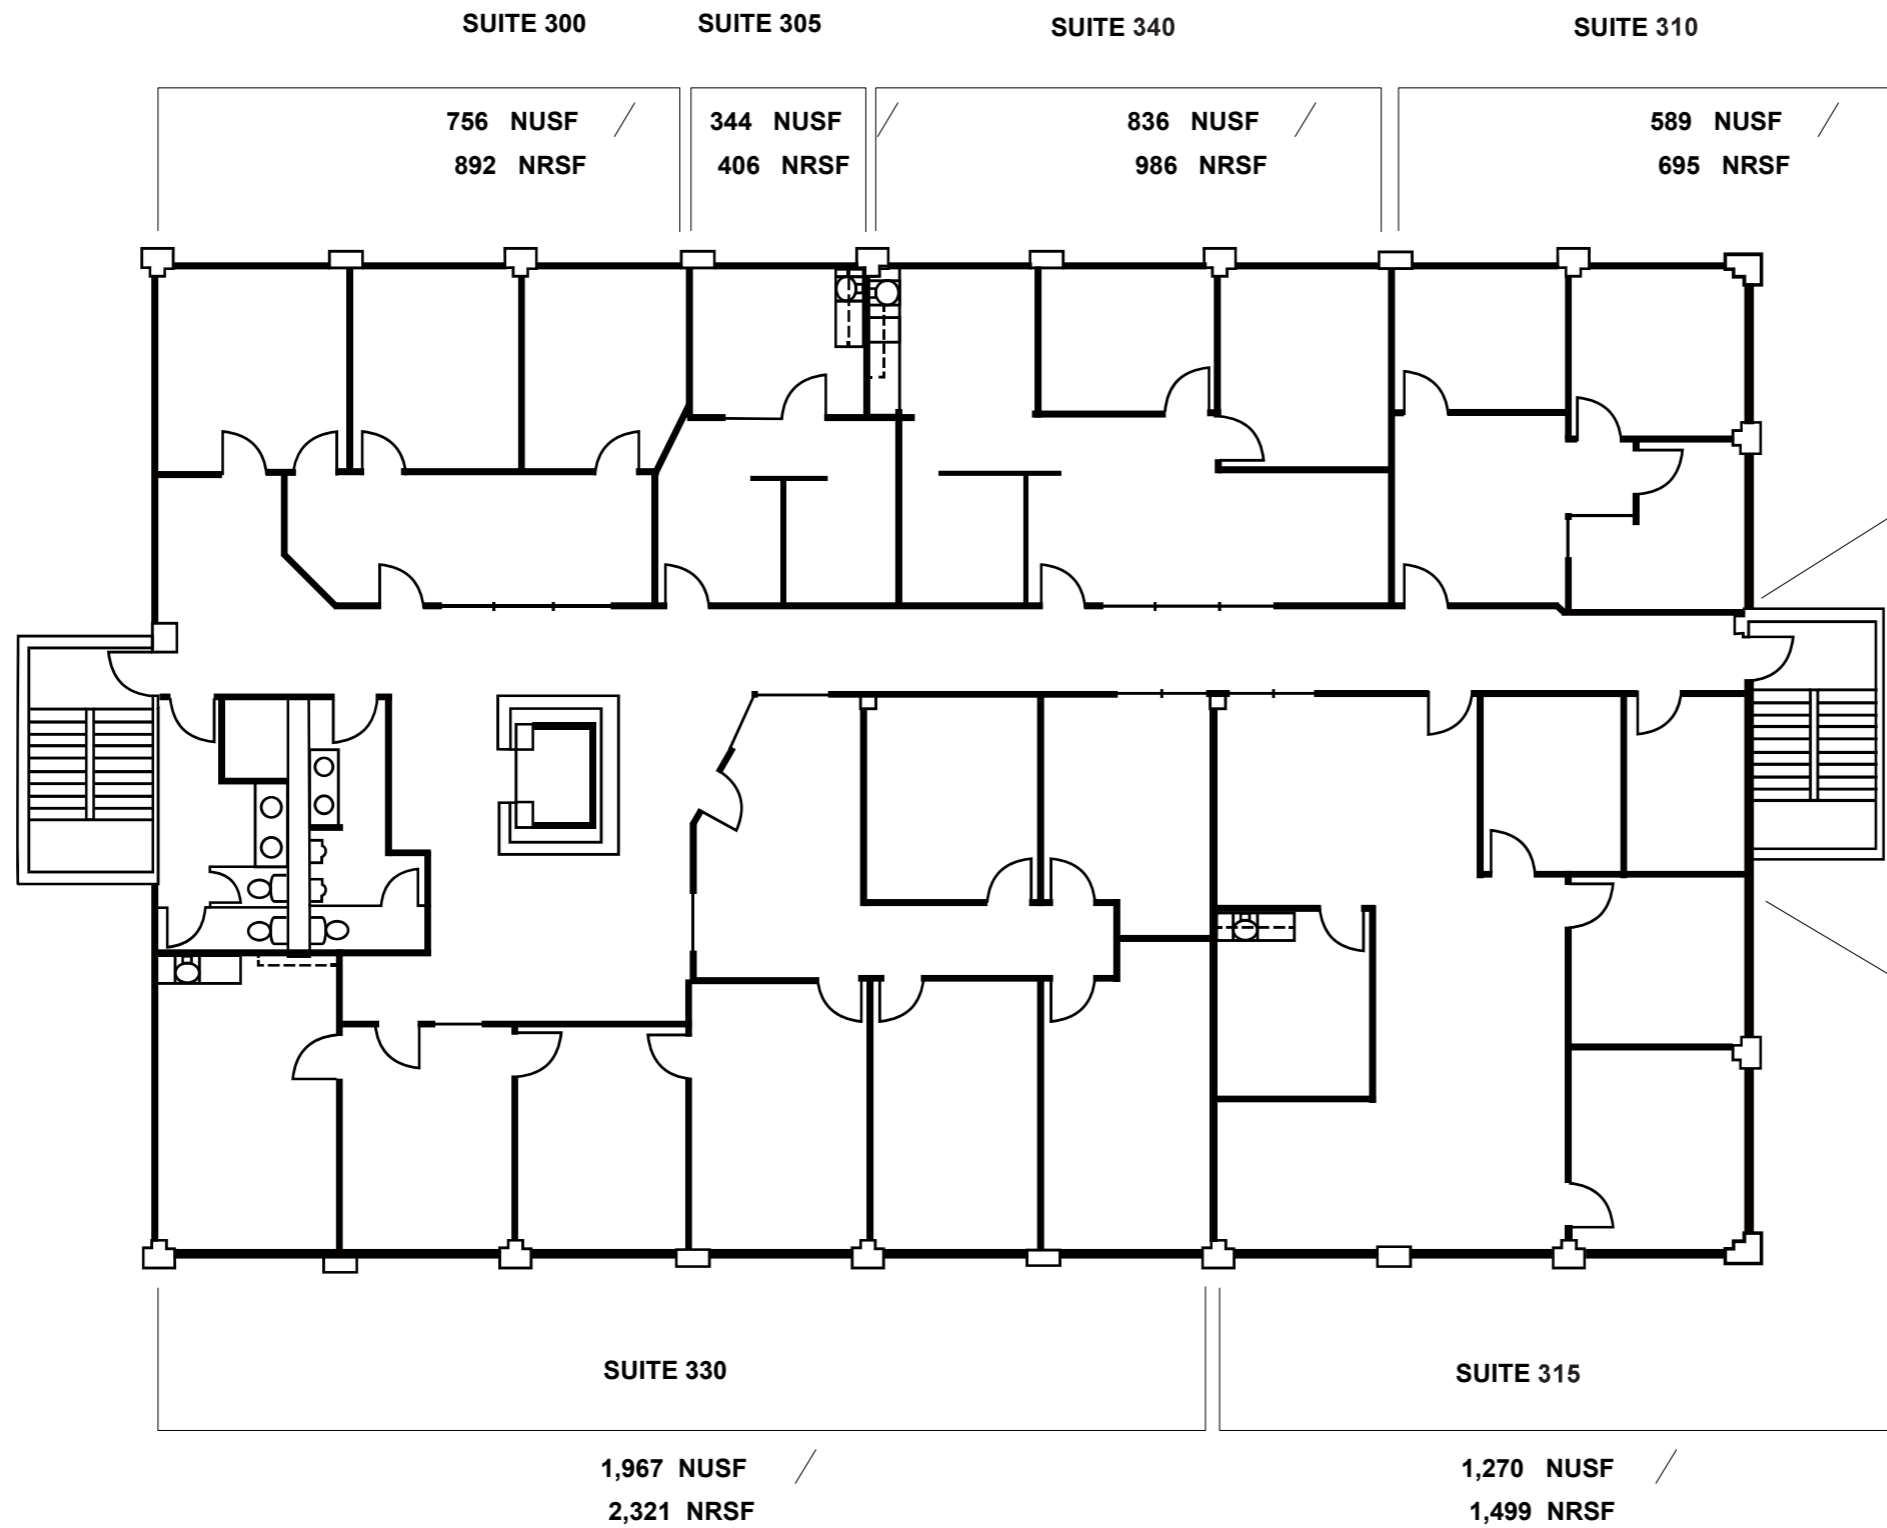 SUITE 300
SUITE 305
SUITE 340
SUITE 310
756 NUSF
892 NRSF
344 NUSF
406 NRSF
836 NUSF
986 NRSF
589 NUSF
695 NRSF
SUITE 330
SUITE 315
1,967 NUSF
2,321 NRSF
1,270 NUSF
1,499 NRSF